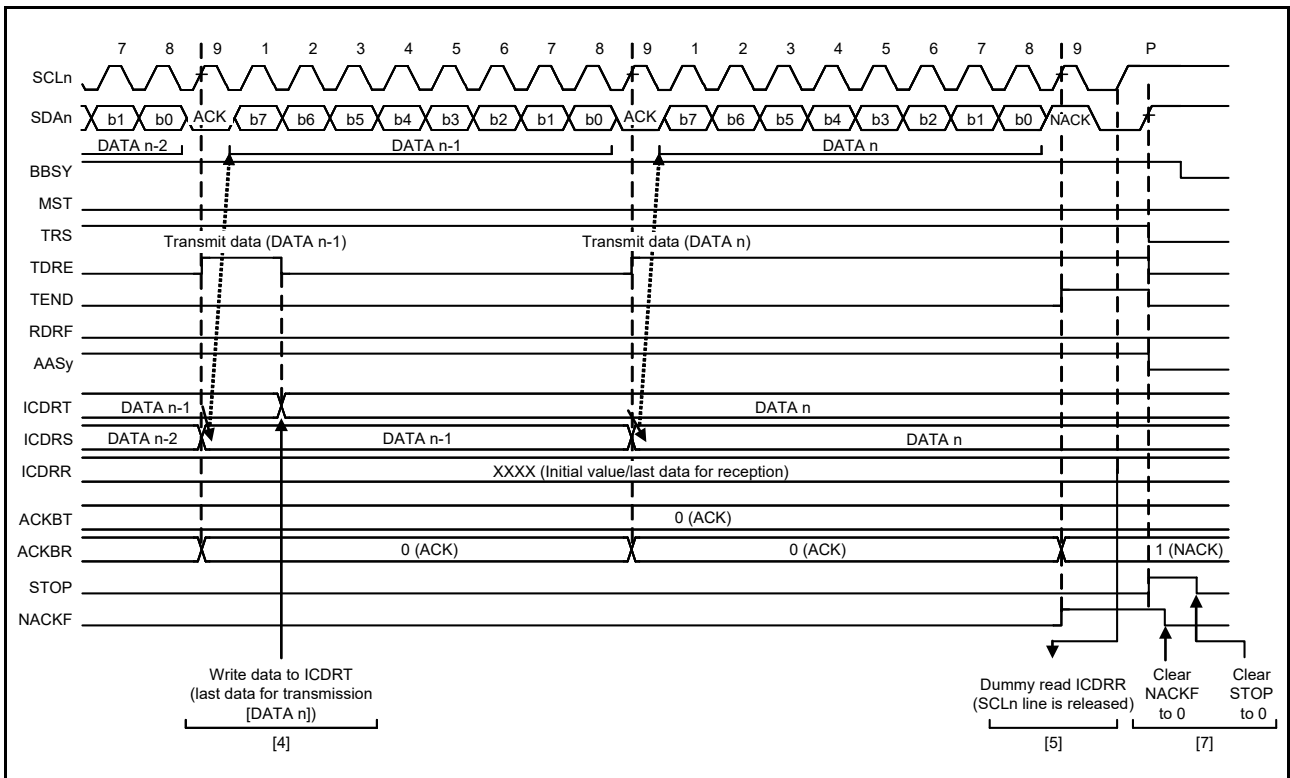 7 8 9 1 2 3 4 5 6 7 8 9 1 2 3 4 5 6 7 8 9 P
SCLn
SDAn b1 b0 ACK b7 b6 b5 b4 b3 b2 b1 b0 ACK b7 b6 b5 b4 b3 b2 b1 b0 NACK
DATA n-2 DATA n-1 DATA n
BBSY
MST
TRS
Transmit data (DATA n-1) Transmit data (DATA n)
TDRE
TEND
RDRF
AASy
ICDRT DATA n-1 DATA n
ICDRS DATA n-2 DATA n-1 DATA n
ICDRR XXXX (Initial value/last data for reception)
ACKBT 0 (ACK)
ACKBR 0 (ACK) 0 (ACK) 1 (NACK)
STOP
NACKF
Write data to ICDRT
(last data for transmission
[DATA n])
[4]
Dummy read ICDRR
(SCLn line is released)
[5]
Clear
NACKF
to 0
Clear
STOP
to 0
[7]